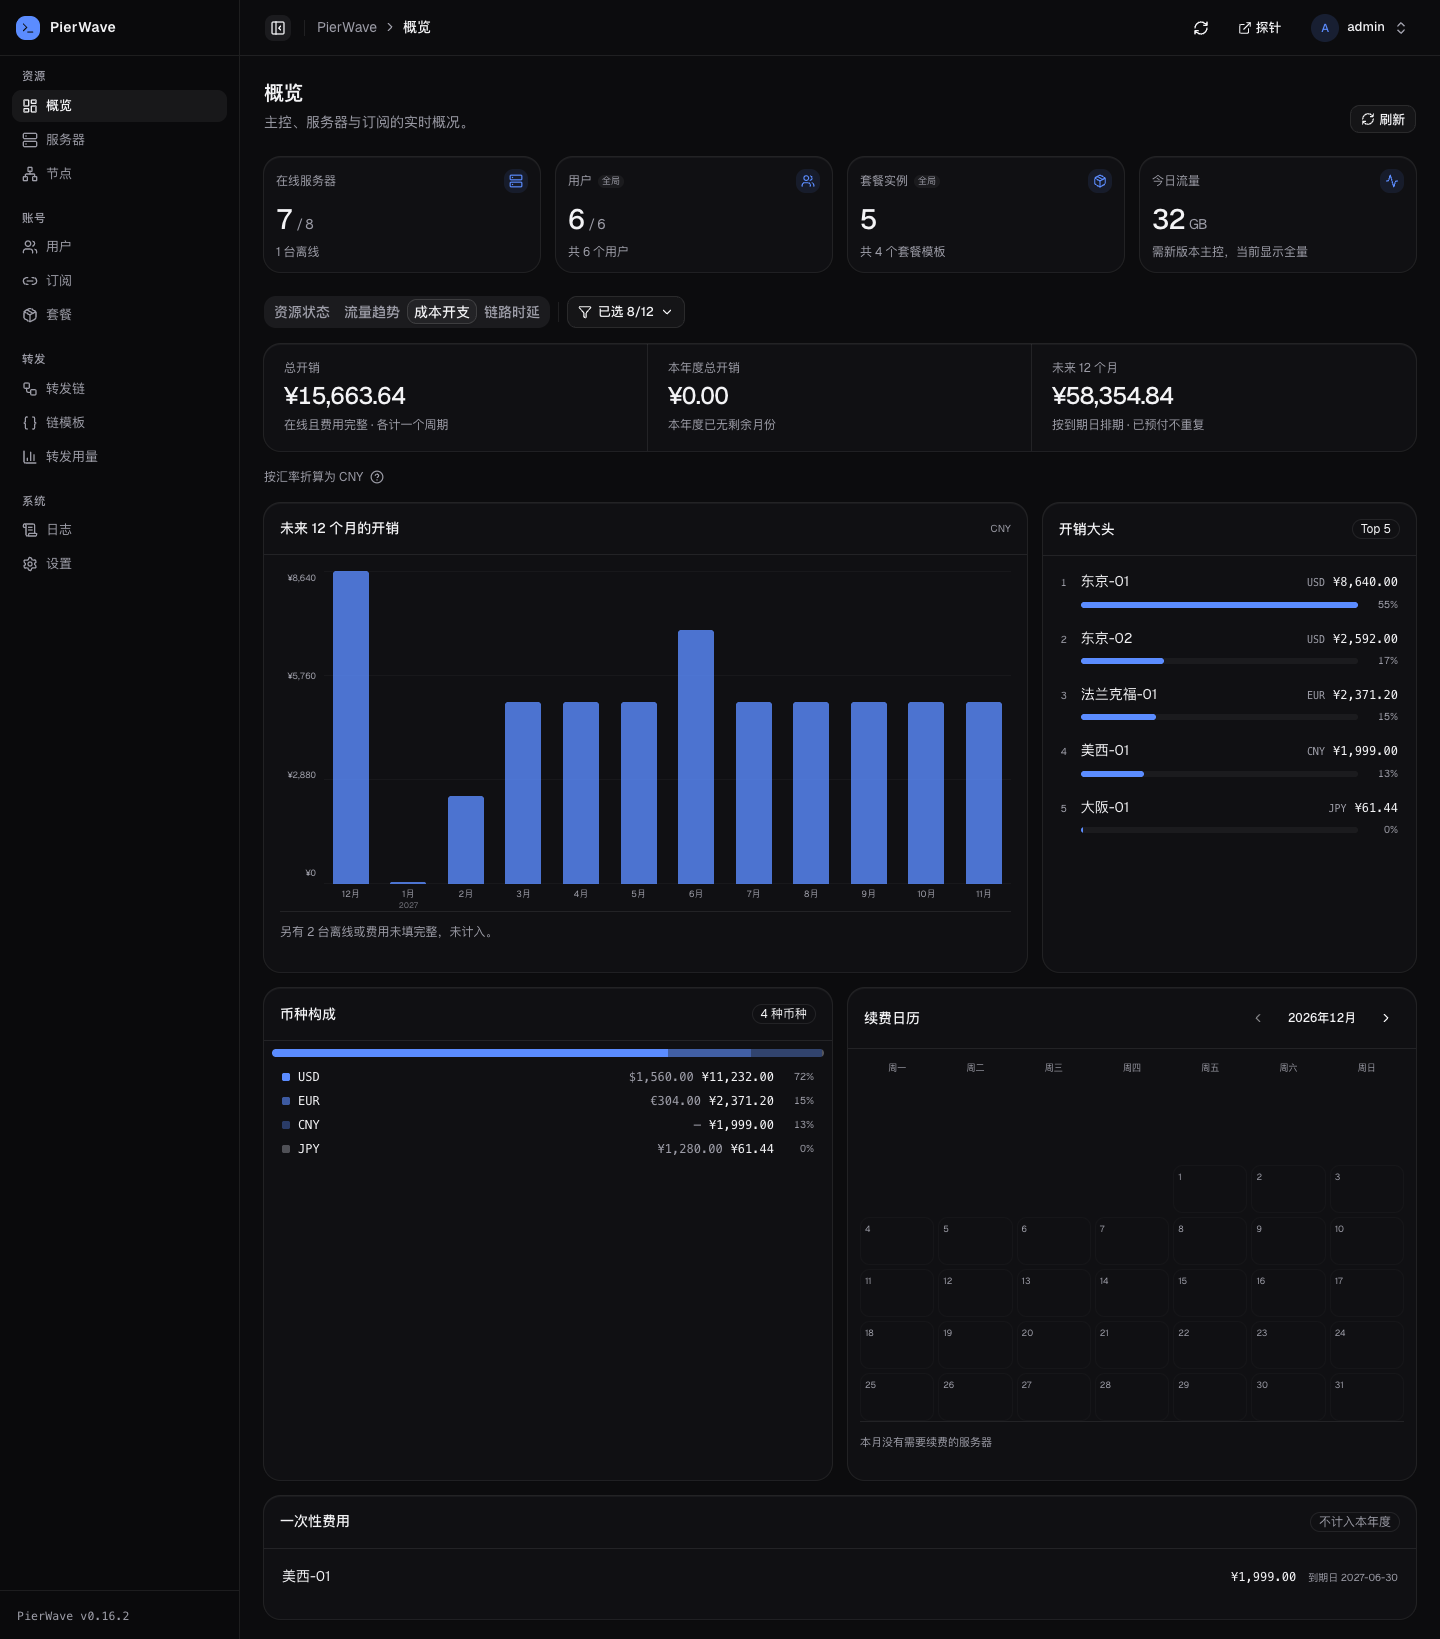 PierWave
PierWave > 概览
探针
A admin
资源
概览
服务器
节点
账号
用户
订阅
套餐
转发
转发链
链模板
转发用量
系统
日志
设置
PierWave v0.16.2
概览
主控、服务器与订阅的实时概况。
刷新
在线服务器
7 / 8
1 台离线
用户 全局
6 / 6
共 6 个用户
套餐实例 全局
5
共 4 个套餐模板
今日流量
32 GB
需新版本主控，当前显示全量
资源状态 流量趋势 成本开支 链路时延
已选 8/12
总开销
¥15,663.64
在线且费用完整 · 各计一个周期
本年度总开销
¥0.00
本年度已无剩余月份
未来 12 个月
¥58,354.84
按到期日排期 · 已预付不重复
按汇率折算为 CNY
未来 12 个月的开销 CNY
¥8,640
¥5,760
¥2,880
¥0
12月 1月 2月 3月 4月 5月 6月 7月 8月 9月 10月 11月
2027
另有 2 台离线或费用未填完整，未计入。
开销大头 Top 5
1 东京-01 USD ¥8,640.00
55%
2 东京-02 USD ¥2,592.00
17%
3 法兰克福-01 EUR ¥2,371.20
15%
4 美西-01 CNY ¥1,999.00
13%
5 大阪-01 JPY ¥61.44
0%
币种构成 4 种币种
USD $1,560.00 ¥11,232.00 72%
EUR €304.00 ¥2,371.20 15%
CNY — ¥1,999.00 13%
JPY ¥1,280.00 ¥61.44 0%
续费日历 2026年12月
周一 周二 周三 周四 周五 周六 周日
1 2 3
4 5 6 7 8 9 10
11 12 13 14 15 16 17
18 19 20 21 22 23 24
25 26 27 28 29 30 31
本月没有需要续费的服务器
一次性费用 不计入本年度
美西-01 ¥1,999.00 到期日 2027-06-30